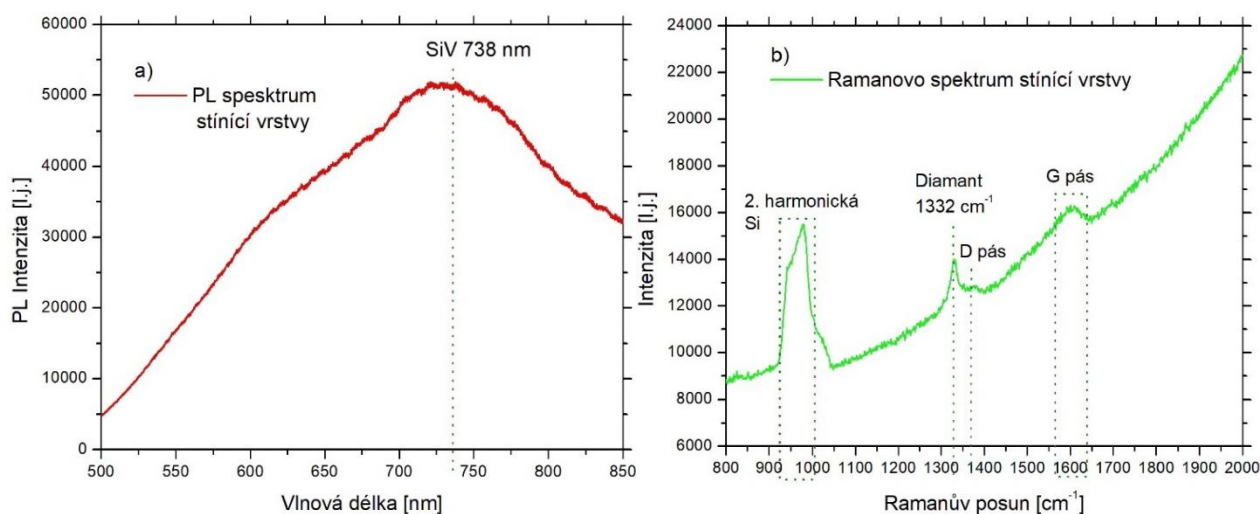 a)
PL spesktrum
stínící vrstvy
SiV 738 nm
PL Intenzita [l.j.]
60000
50000
40000
30000
20000
10000
0
500 550 600 650 700 750 800 850
Vlnová délka [nm]
b)
Ramanovo spektrum stínící vrstvy
2. harmonická
Si
Diamant
1332 cm⁻¹
D pás
G pás
Intenzita [l.j.]
24000
22000
20000
18000
16000
14000
12000
10000
8000
6000
800 900 1000 1100 1200 1300 1400 1500 1600 1700 1800 1900 2000
Ramanův posun [cm⁻¹]